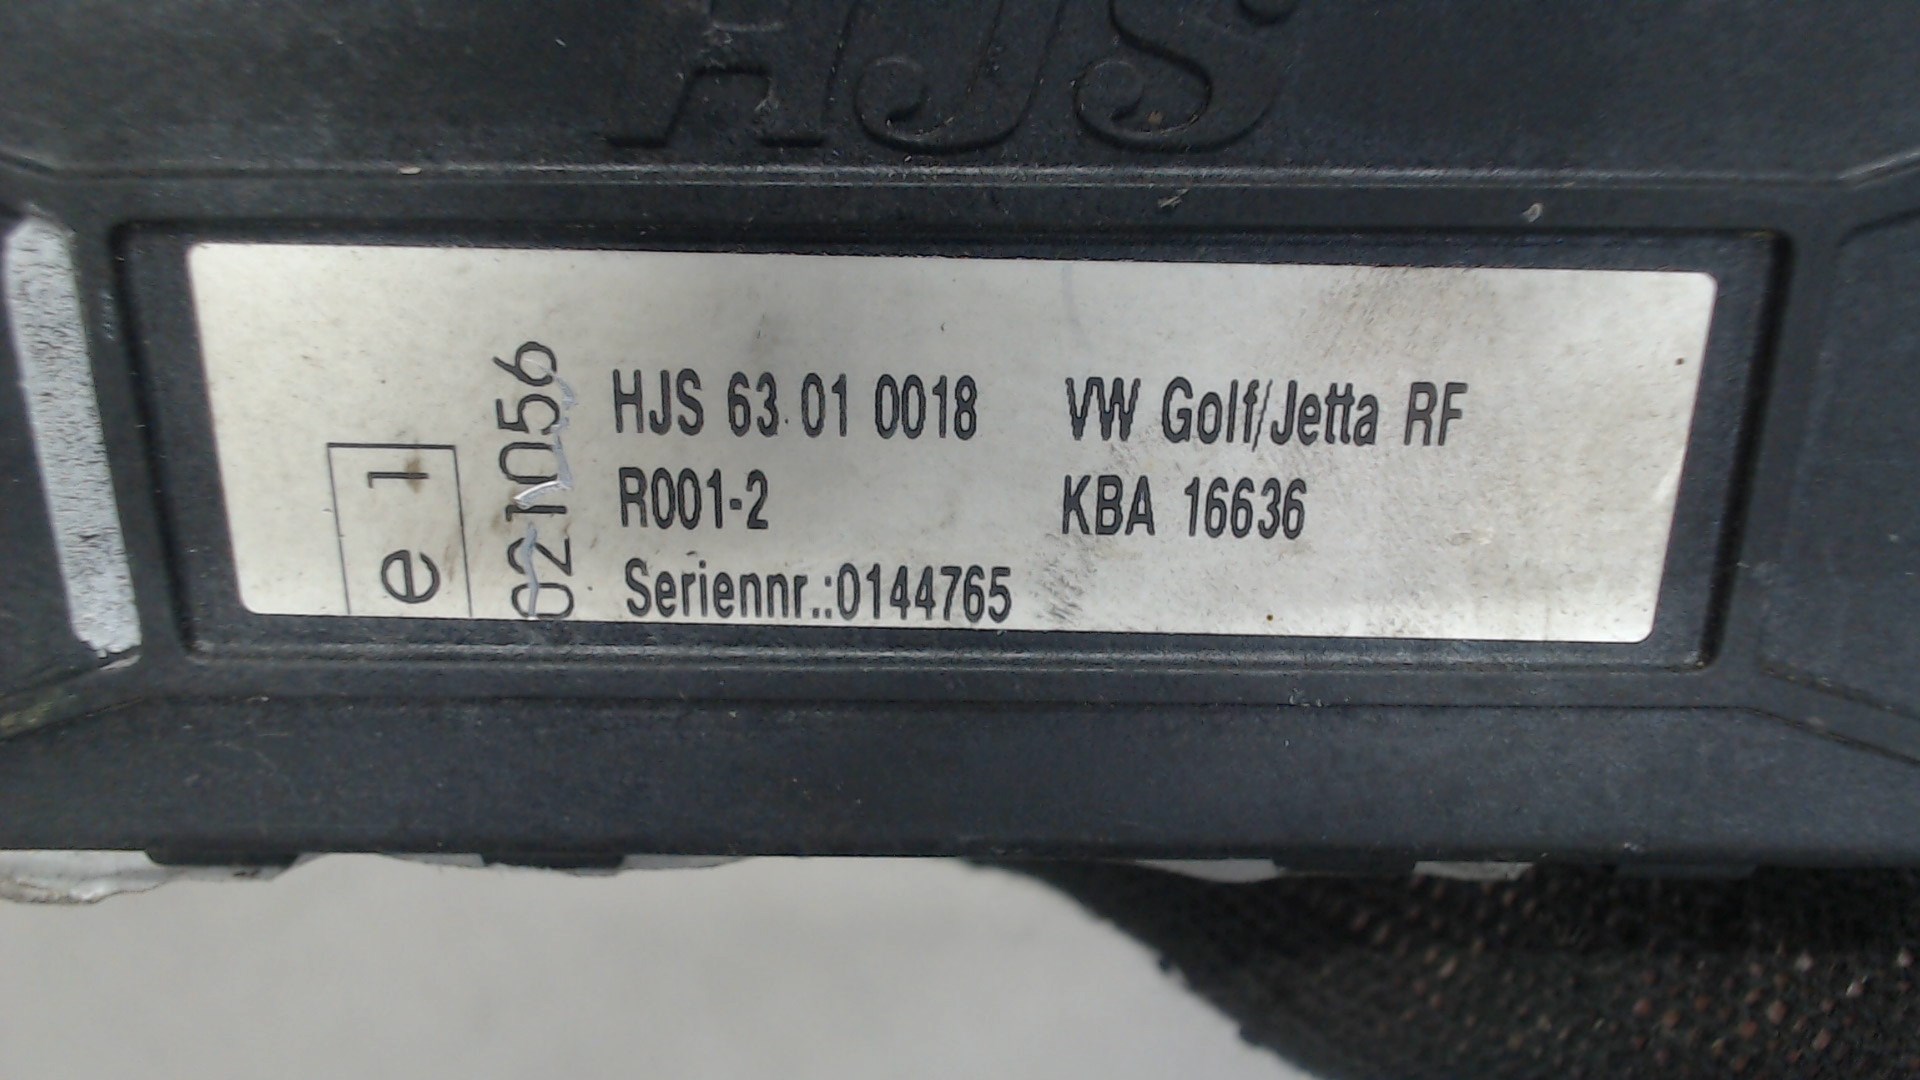 HJS
HJS 63 01 0018 VW Golf/Jetta RF
R001-2 KBA 16636
Seriennr.:0144765
e 1
021056